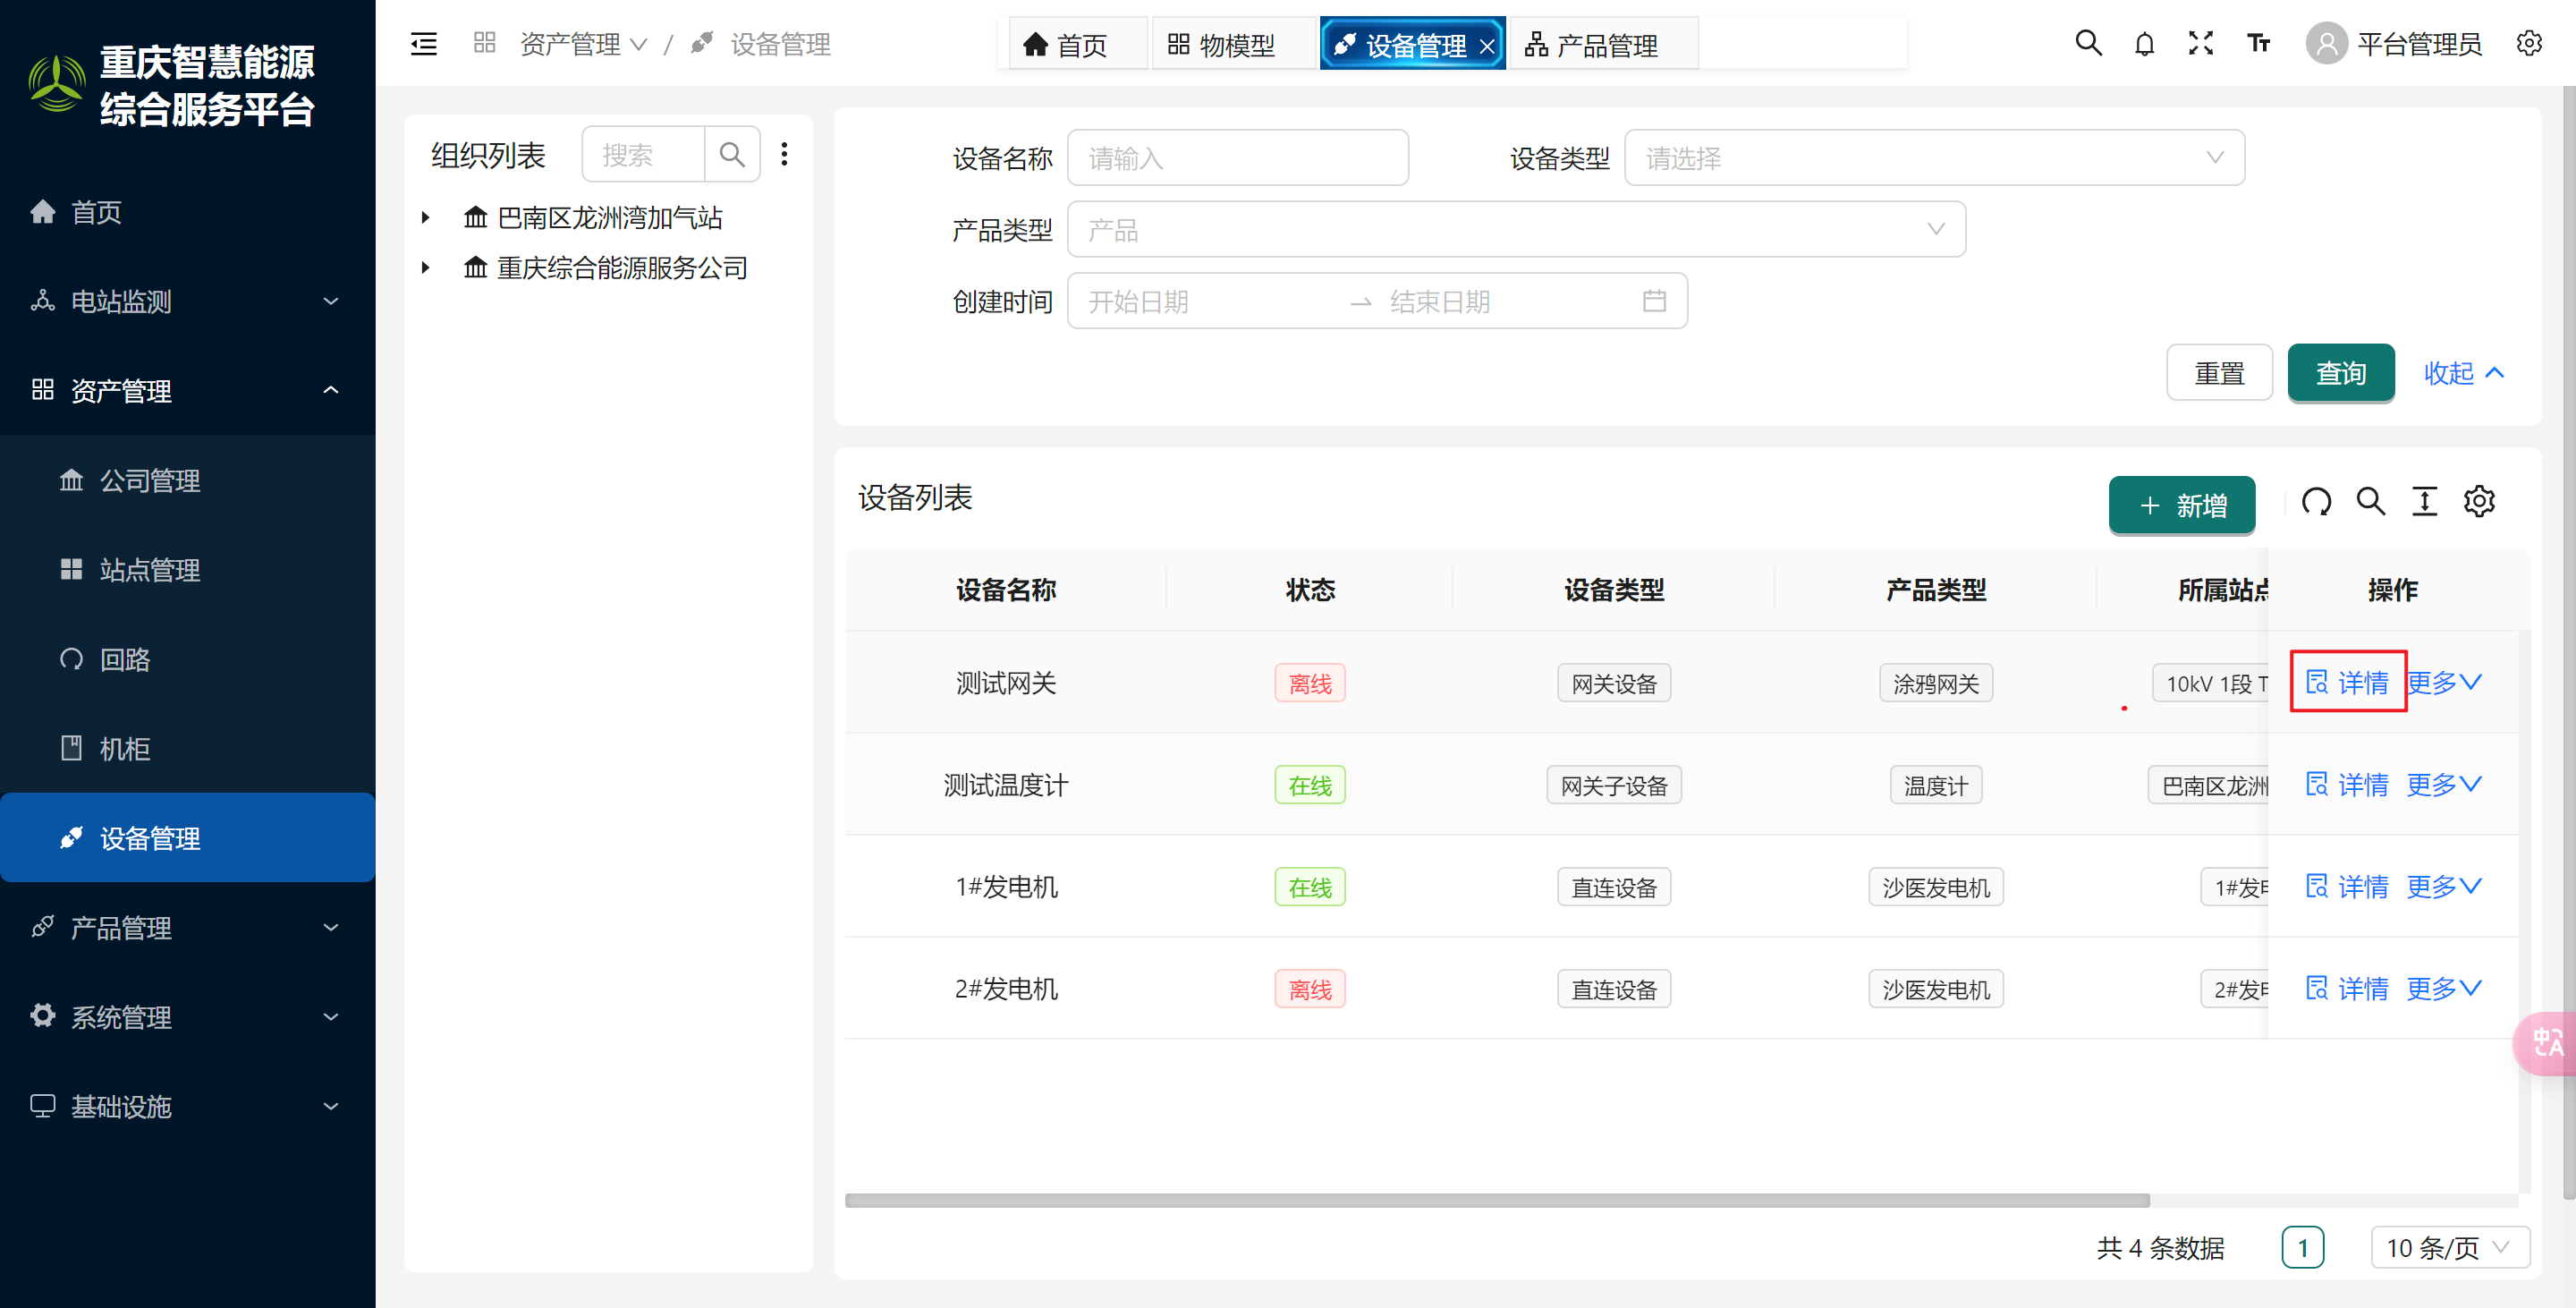 重庆智慧能源
综合服务平台
首页
电站监测
资产管理
公司管理
站点管理
回路
机柜
设备管理
产品管理
系统管理
基础设施
资产管理 / 设备管理
首页 物模型 设备管理 产品管理
Tт 平台管理员
组织列表 搜索
巴南区龙洲湾加气站
重庆综合能源服务公司
设备名称 请输入 设备类型 请选择
产品类型 产品
创建时间 开始日期 结束日期
重置 查询 收起
设备列表 新增
设备名称 状态 设备类型 产品类型 所属站点 操作
测试网关 离线 网关设备 涂鸦网关 10kV 1段 T 详情 更多
测试温度计 在线 网关子设备 温度计 巴南区龙洲 详情 更多
1#发电机 在线 直连设备 沙医发电机 1#发 详情 更多
2#发电机 离线 直连设备 沙医发电机 2#发 详情 更多
中A
共 4 条数据 1 10 条/页